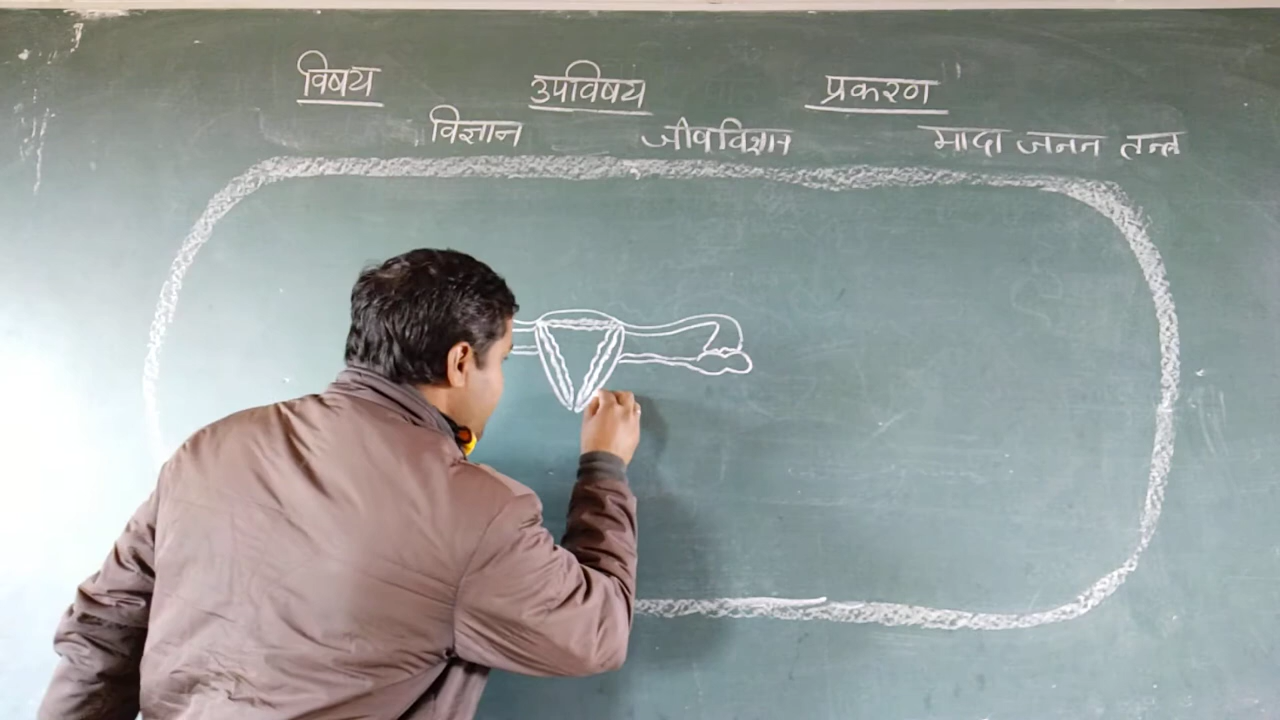 विषय उपविषय प्रकरण
विज्ञान जीवविज्ञान मादा जनन तन्त्र